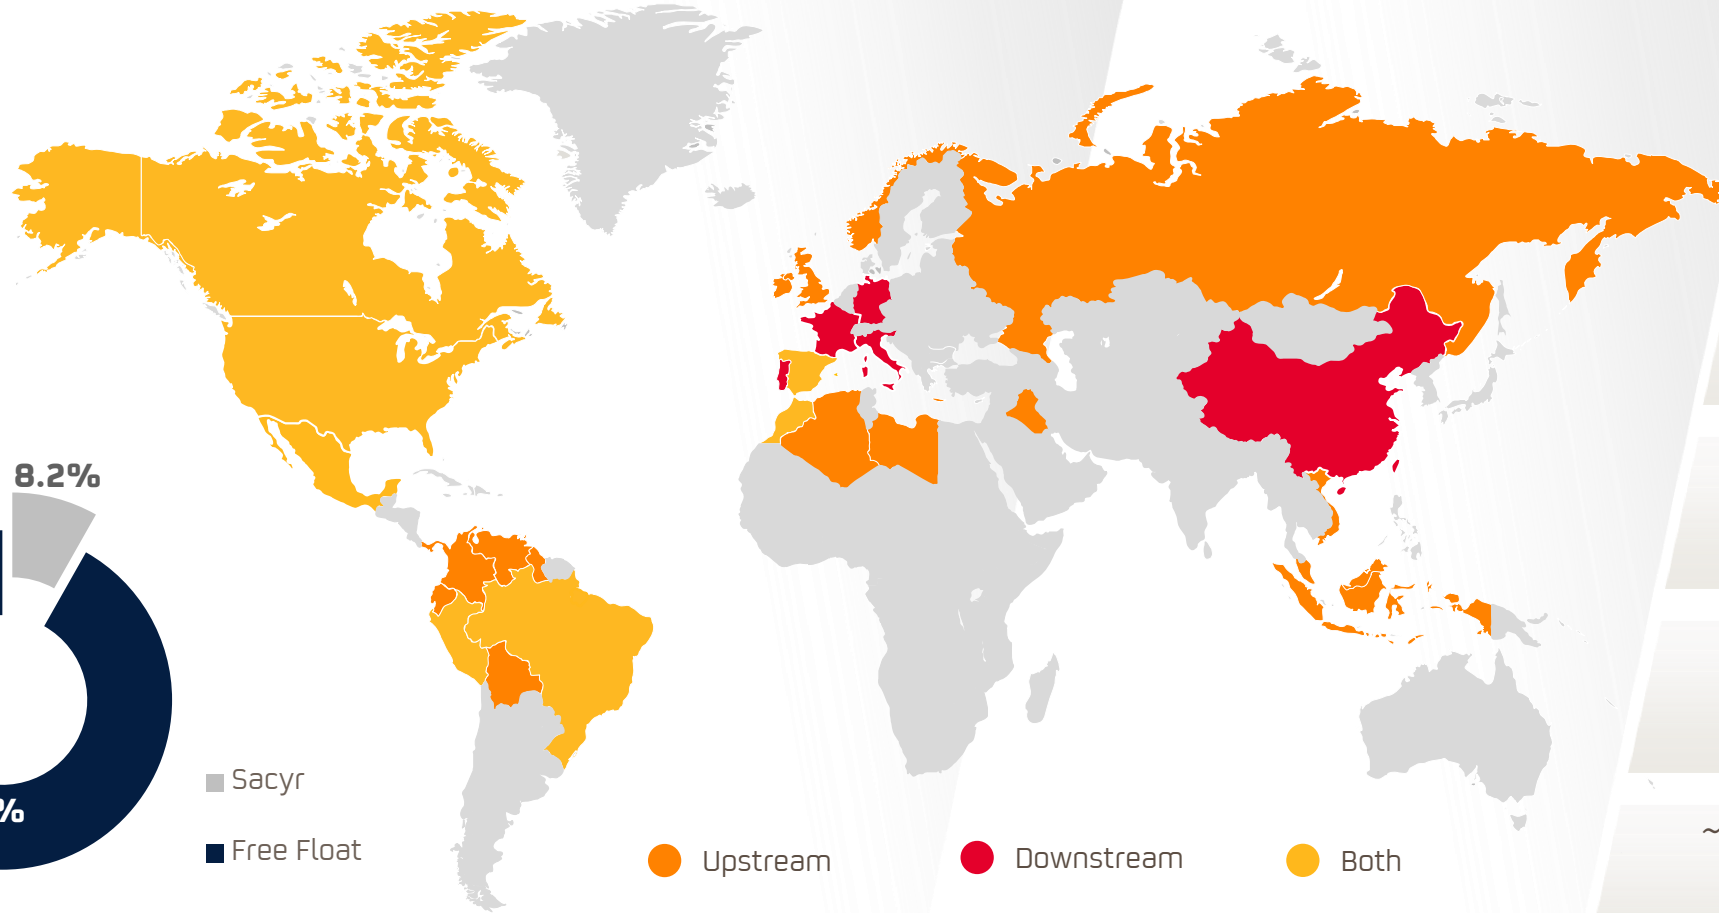 8.2%
%
Sacyr
Free Float
Upstream
Downstream
Both
~